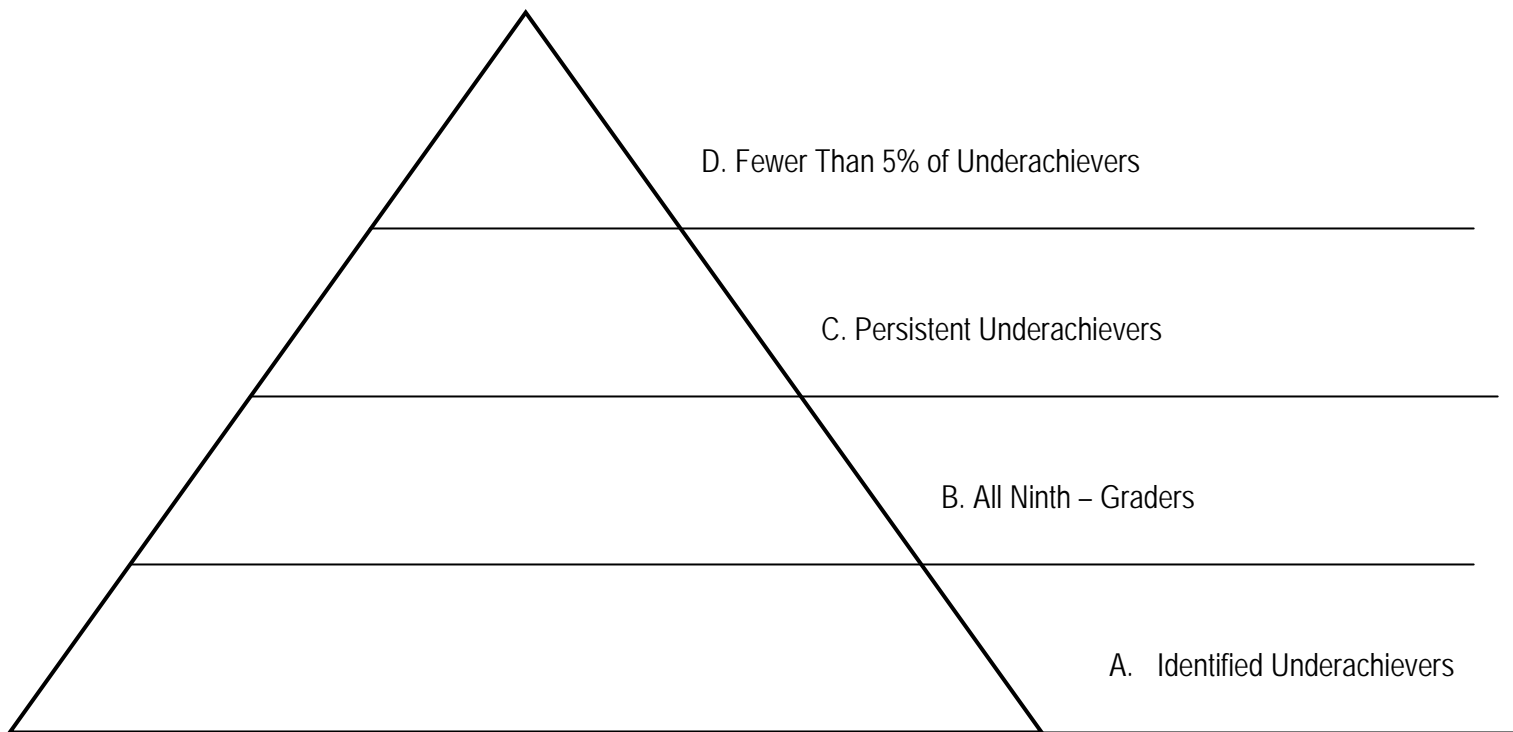 D. Fewer Than 5% of Underachievers
C. Persistent Underachievers
B. All Ninth – Graders
A. Identified Underachievers